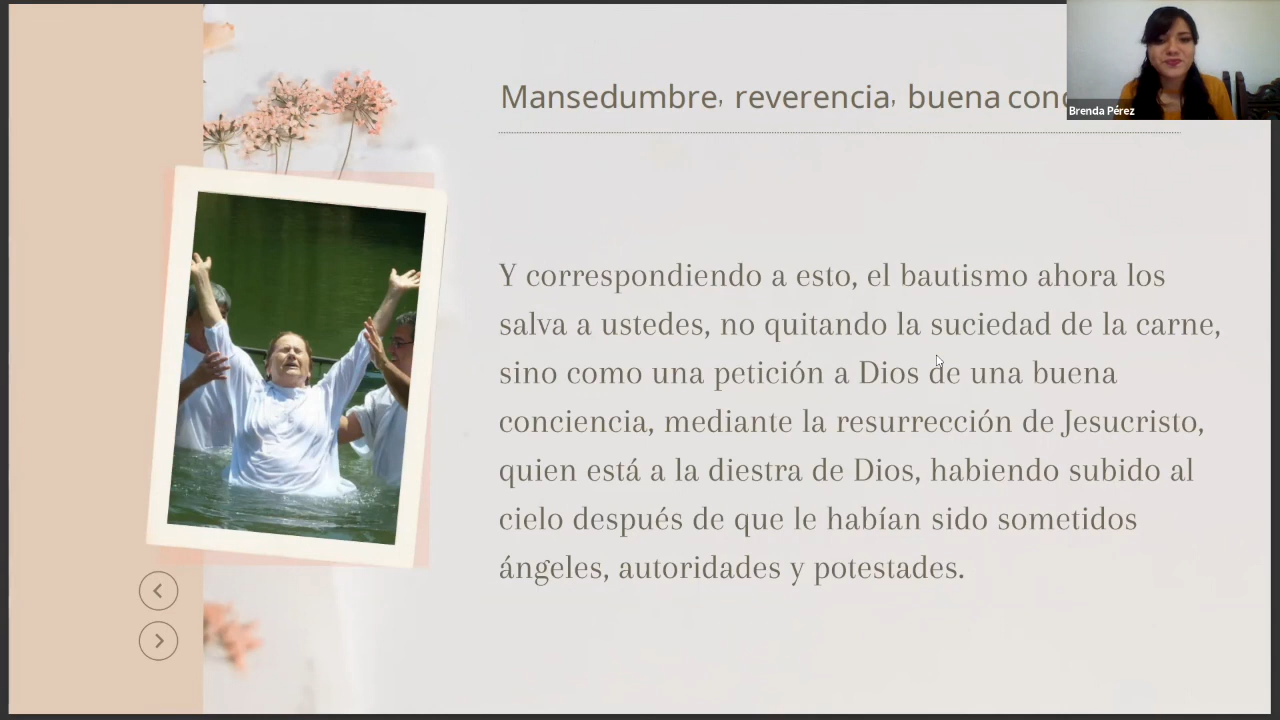 Mansedumbre, reverencia, buena
Brenda Pérez
Y correspondiendo a esto, el bautismo ahora los
salva a ustedes, no quitando la suciedad de la carne,
sino como una petición a Dios de una buena
conciencia, mediante la resurrección de Jesucristo,
quien está a la diestra de Dios, habiendo subido al
cielo después de que le habían sido sometidos
ángeles, autoridades y potestades.